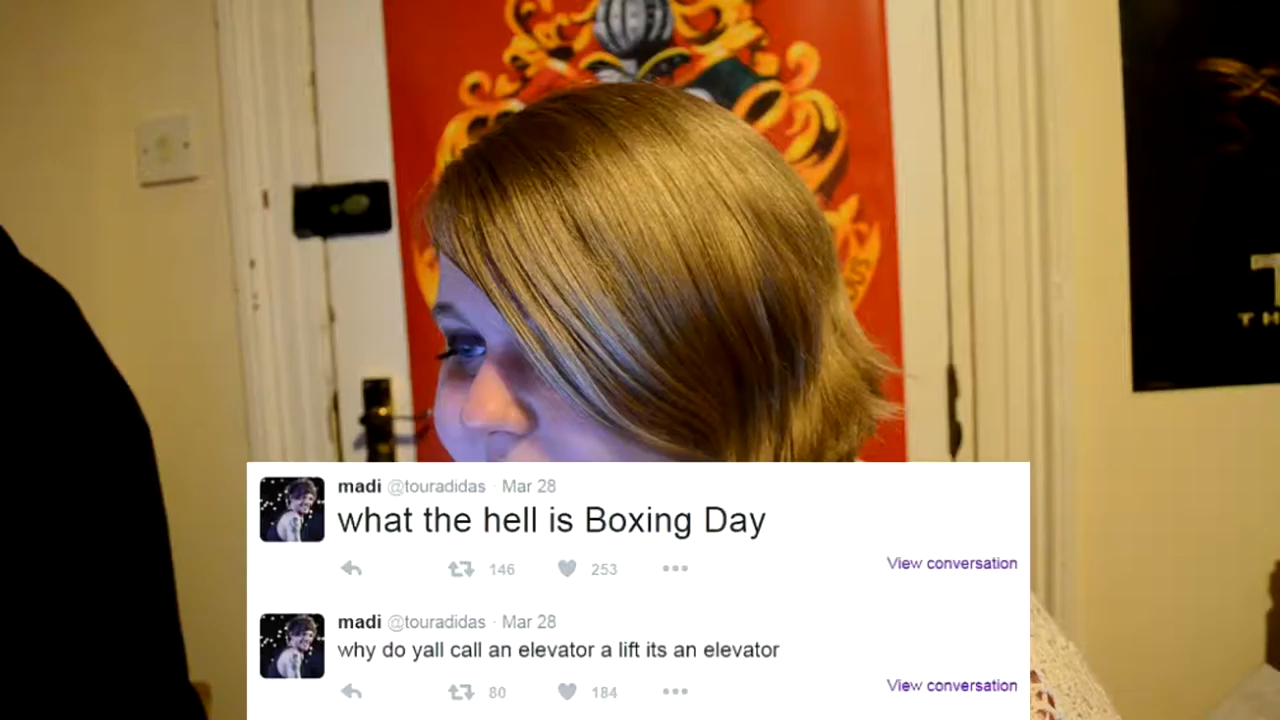 madi @touradidas · Mar 28
what the hell is Boxing Day
146 253 View conversation
madi @touradidas · Mar 28
why do yall call an elevator a lift its an elevator
80 184 View conversation